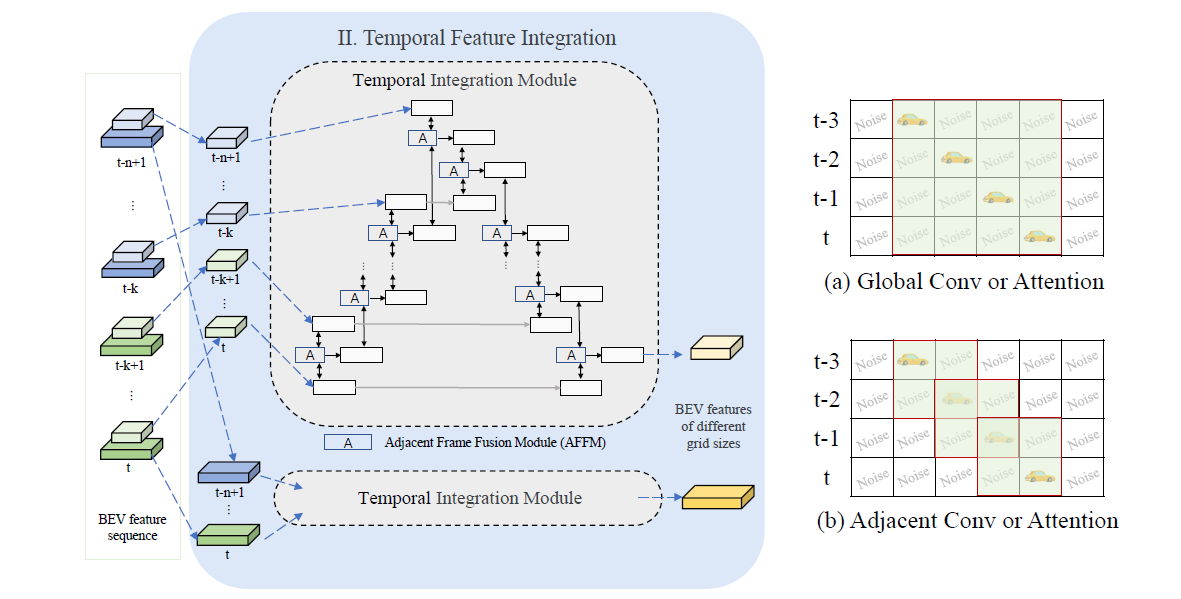 II. Temporal Feature Integration
Temporal Integration Module
t-n+1
t-k
t-k+1
t
BEV feature
sequence
t-n+1
t-k
t-k+1
t
t-n+1
t
A
A
A
A
A
A
A
A
A Adjacent Frame Fusion Module (AFFM)
Temporal Integration Module
BEV features
of different
grid sizes
t-3 Noise Noise Noise Noise Noise
t-2 Noise Noise Noise Noise Noise
t-1 Noise Noise Noise Noise Noise
t Noise Noise Noise Noise Noise
(a) Global Conv or Attention
t-3 Noise Noise Noise Noise Noise
t-2 Noise Noise Noise Noise Noise
t-1 Noise Noise Noise Noise Noise
t Noise Noise Noise Noise Noise
(b) Adjacent Conv or Attention